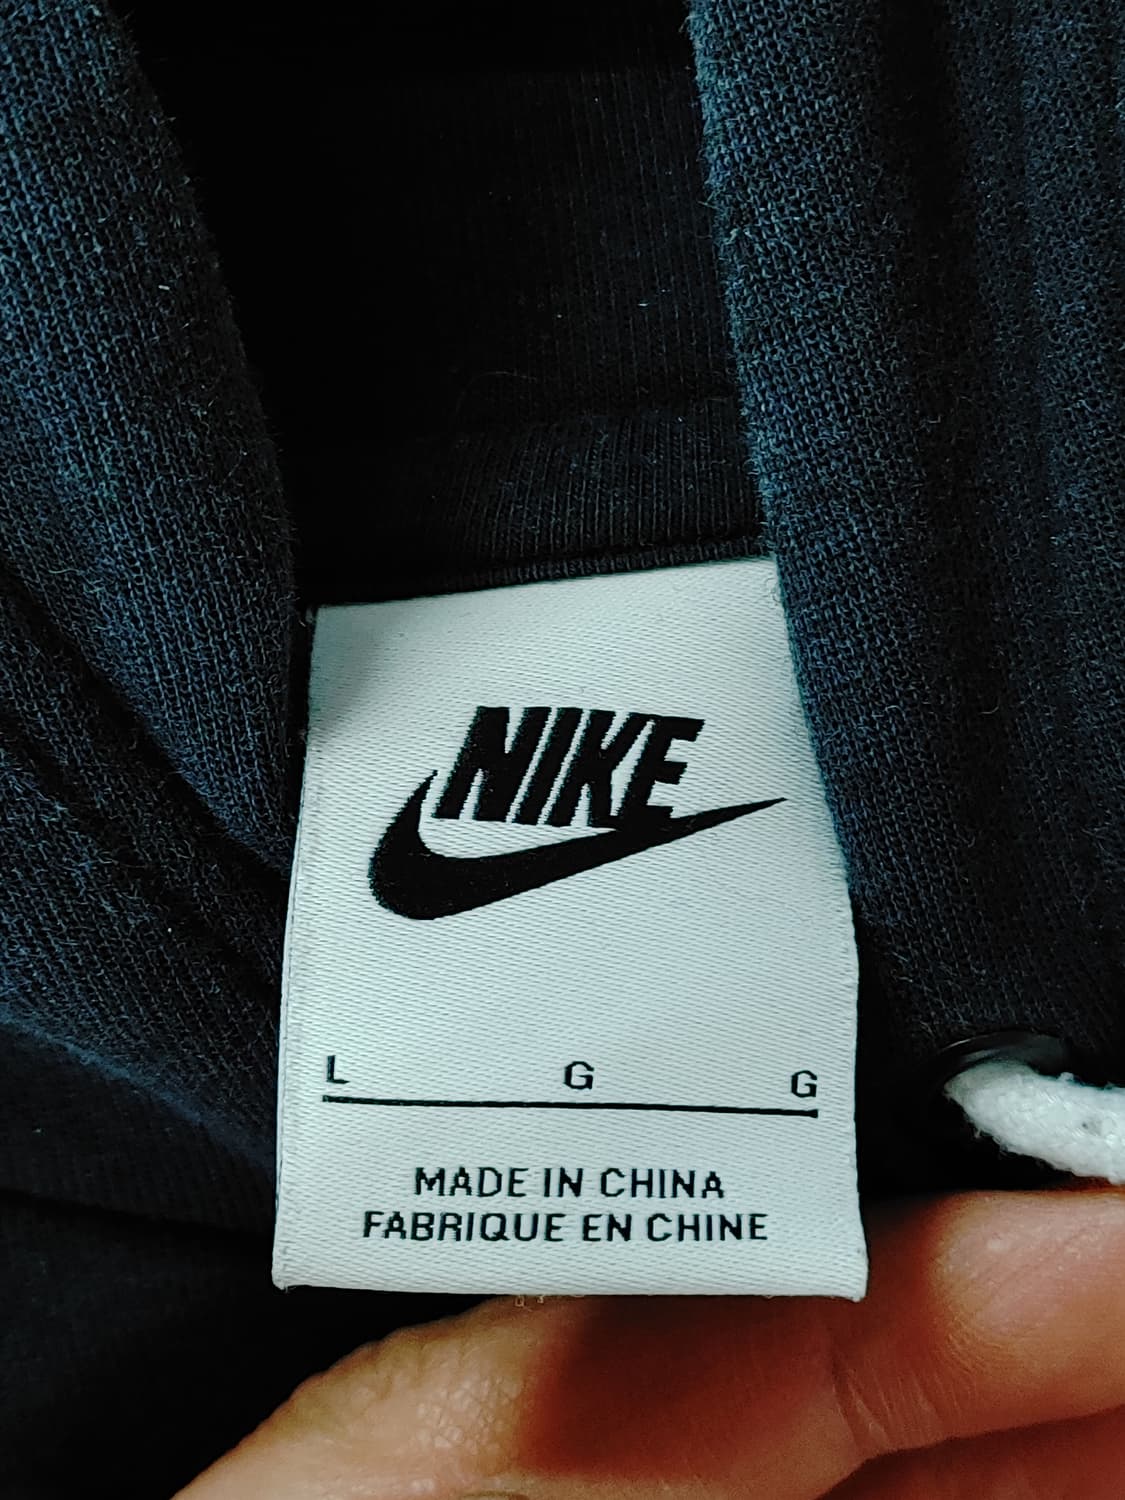 NIKE
L G G
MADE IN CHINA
FABRIQUE EN CHINE